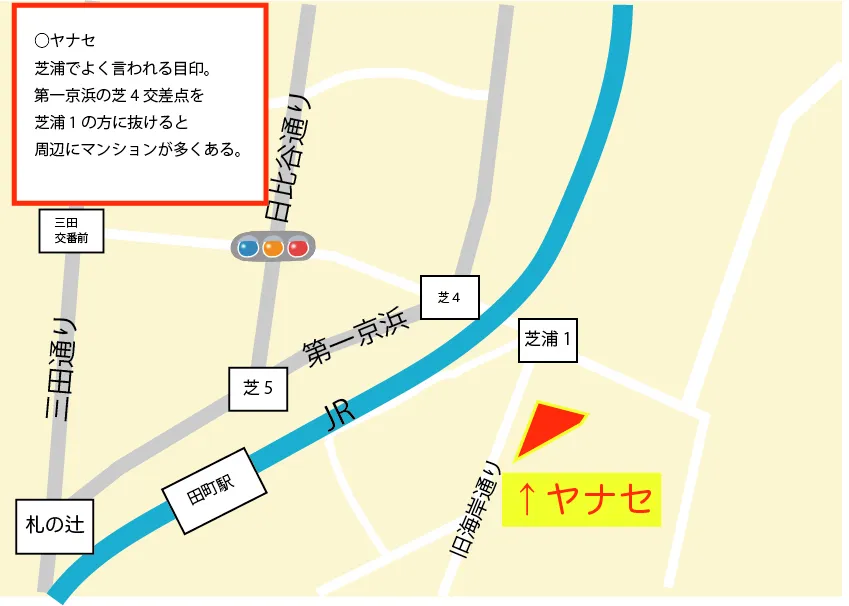 ○ヤナセ
芝浦でよく言われる目印。
第一京浜の芝４交差点を
芝浦１の方に抜けると
周辺にマンションが多くある。
日比谷通り
三田
交番前
芝４
第一京浜
芝浦１
三田通り
芝５
JR
田町駅
旧海岸通り
↑ヤナセ
札の辻